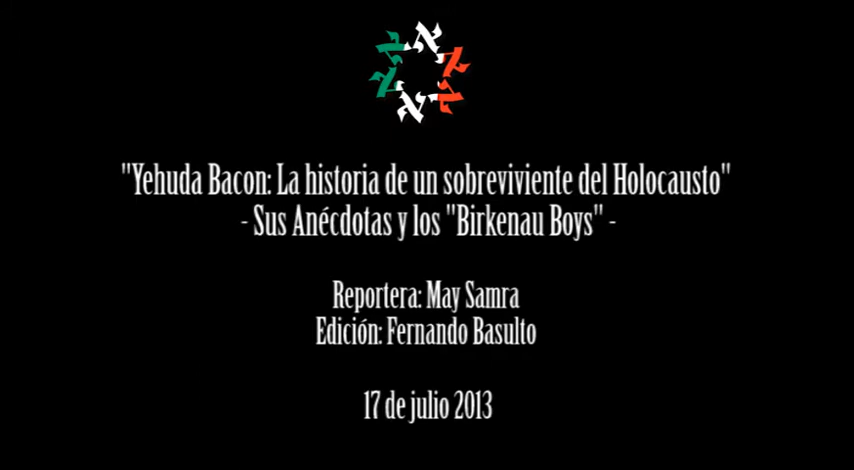 "Yehuda Bacon: La historia de un sobreviviente del Holocausto"
- Sus Anécdotas y los "Birkenau Boys" -
Reportera: May Samra
Edición: Fernando Basulto
17 de julio 2013